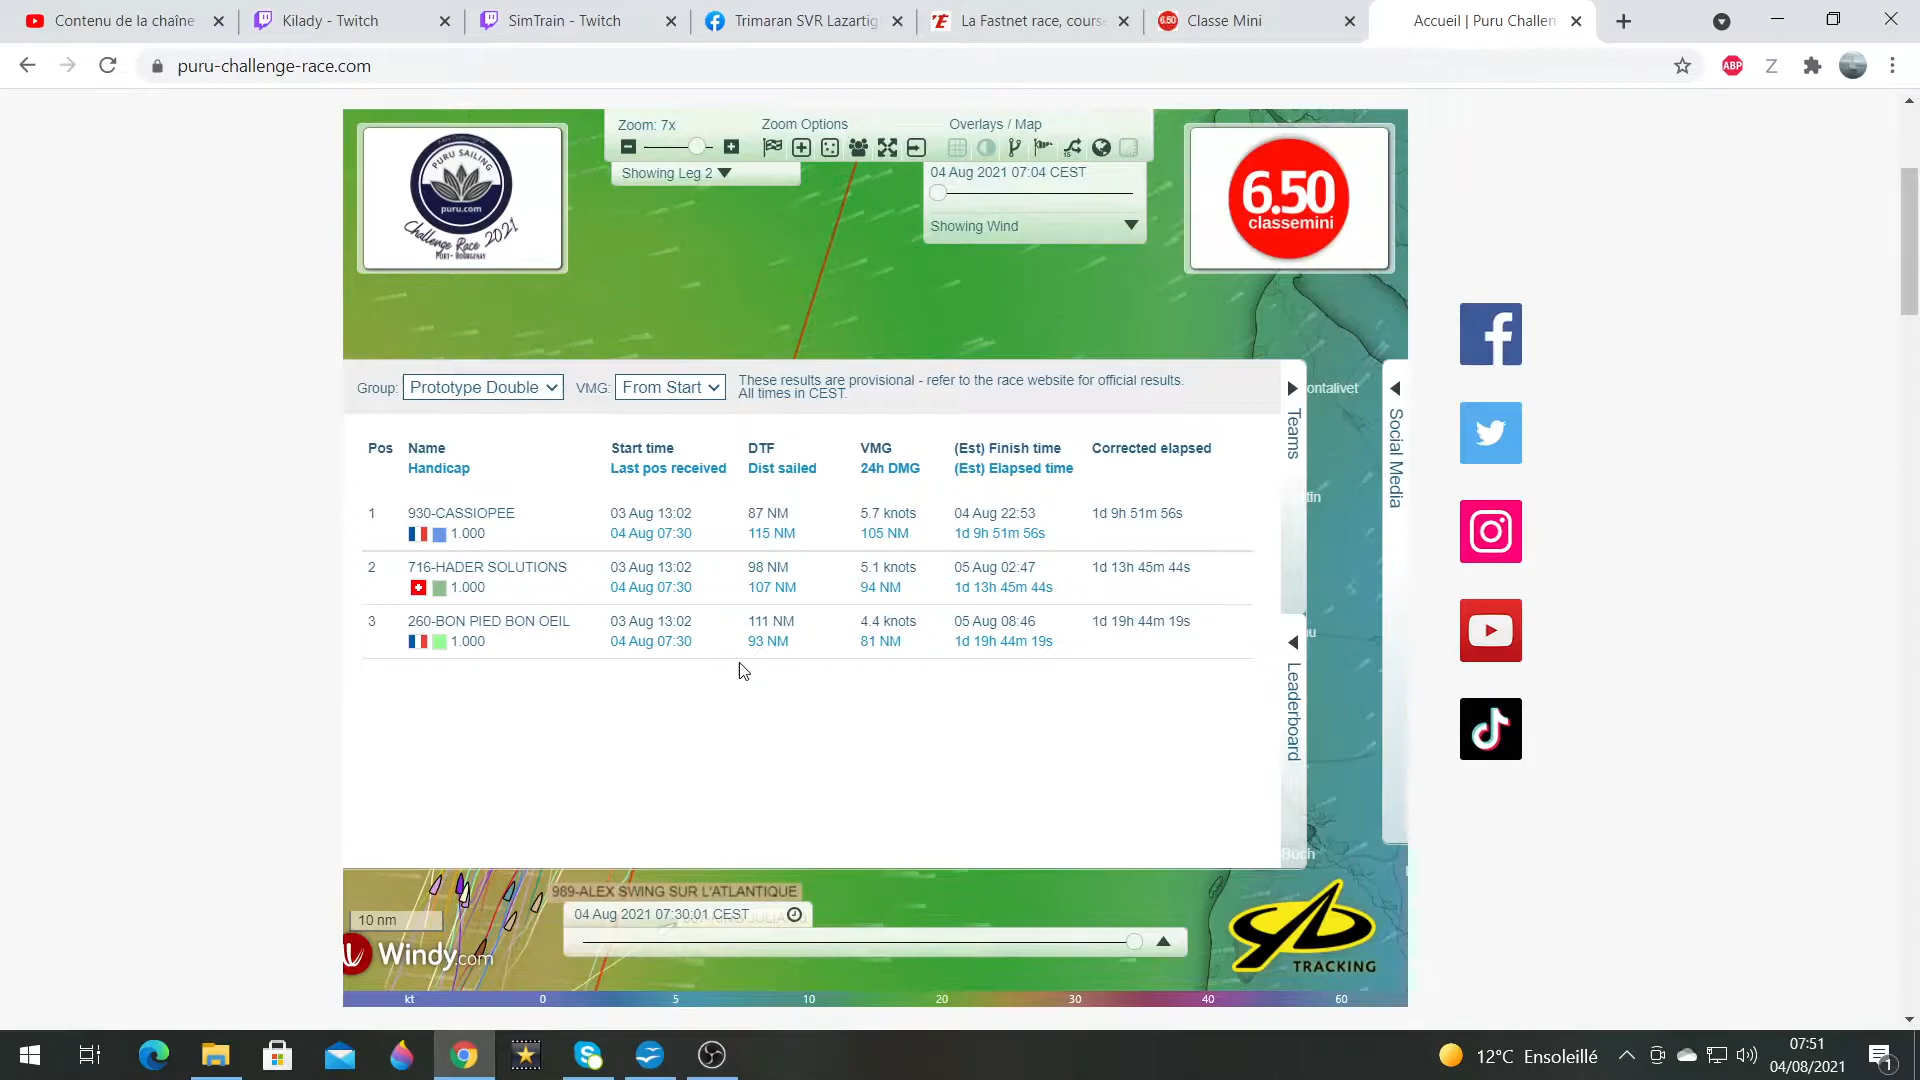 Contenu de la chaîne
Kilady - Twitch
SimTrain - Twitch
Trimaran SVR Lazartig
La Fastnet race, course
Classe Mini
Accueil | Puru Challen
puru-challenge-race.com
ABP
Z
PURU SAILING
puru.com
Challenge Race 2021
PORT-BOURGENAY
Zoom: 7x
Zoom Options
Overlays / Map
Showing Leg 2
04 Aug 2021 07:04 CEST
Showing Wind
6.50
classemini
Group: Prototype Double VMG: From Start
These results are provisional - refer to the race website for official results.
All times in CEST.
ontalivet
Teams
Social Media
Pos Name Start time DTF VMG (Est) Finish time Corrected elapsed
Handicap Last pos received Dist sailed 24h DMG (Est) Elapsed time
tin
1 930-CASSIOPEE 03 Aug 13:02 87 NM 5.7 knots 04 Aug 22:53 1d 9h 51m 56s
1.000 04 Aug 07:30 115 NM 105 NM 1d 9h 51m 56s
2 716-HADER SOLUTIONS 03 Aug 13:02 98 NM 5.1 knots 05 Aug 02:47 1d 13h 45m 44s
1.000 04 Aug 07:30 107 NM 94 NM 1d 13h 45m 44s
3 260-BON PIED BON OEIL 03 Aug 13:02 111 NM 4.4 knots 05 Aug 08:46 1d 19h 44m 19s
1.000 04 Aug 07:30 93 NM 81 NM 1d 19h 44m 19s
Leaderboard
Buch
989-ALEX SWING SUR L'ATLANTIQUE
04 Aug 2021 07:30:01 CEST
10 nm
Windy.com
TRACKING
kt 0 5 10 20 30 40 60
12°C Ensoleillé
07:51
04/08/2021
1